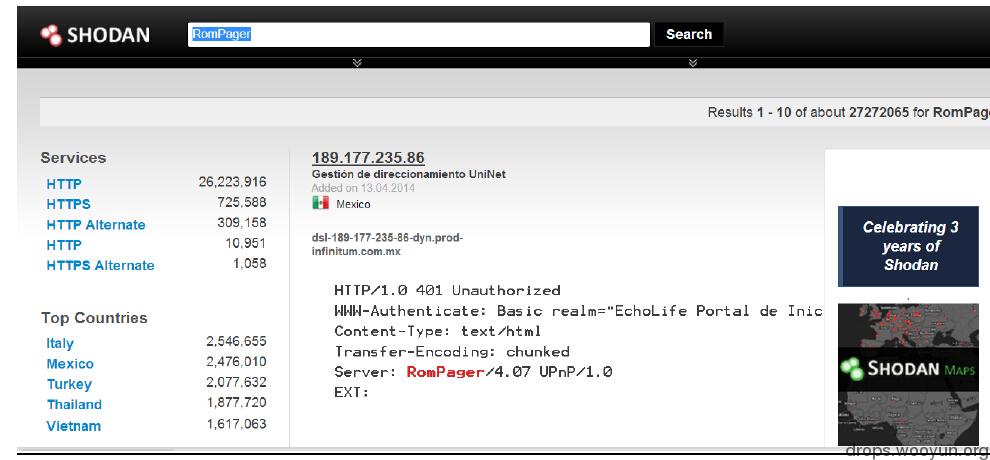 SHODAN
RomPager
Search
Results 1 - 10 of about 27272065 for RomPage
Services
HTTP 26,223,916
HTTPS 725,588
HTTP Alternate 309,158
HTTP 10,951
HTTPS Alternate 1,058
Top Countries
Italy 2,546,655
Mexico 2,476,010
Turkey 2,077,632
Thailand 1,877,720
Vietnam 1,617,063
189.177.235.86
Gestión de direccionamiento UniNet
Added on 13.04.2014
Mexico
dsl-189-177-235-86-dyn.prod-
infinitum.com.mx
HTTP/1.0 401 Unauthorized
WWW-Authenticate: Basic realm="EchoLife Portal de Inic
Content-Type: text/html
Transfer-Encoding: chunked
Server: RomPager/4.07 UPnP/1.0
EXT:
Celebrating 3
years of
Shodan
SHODAN MAPS
drops.wooyun.org